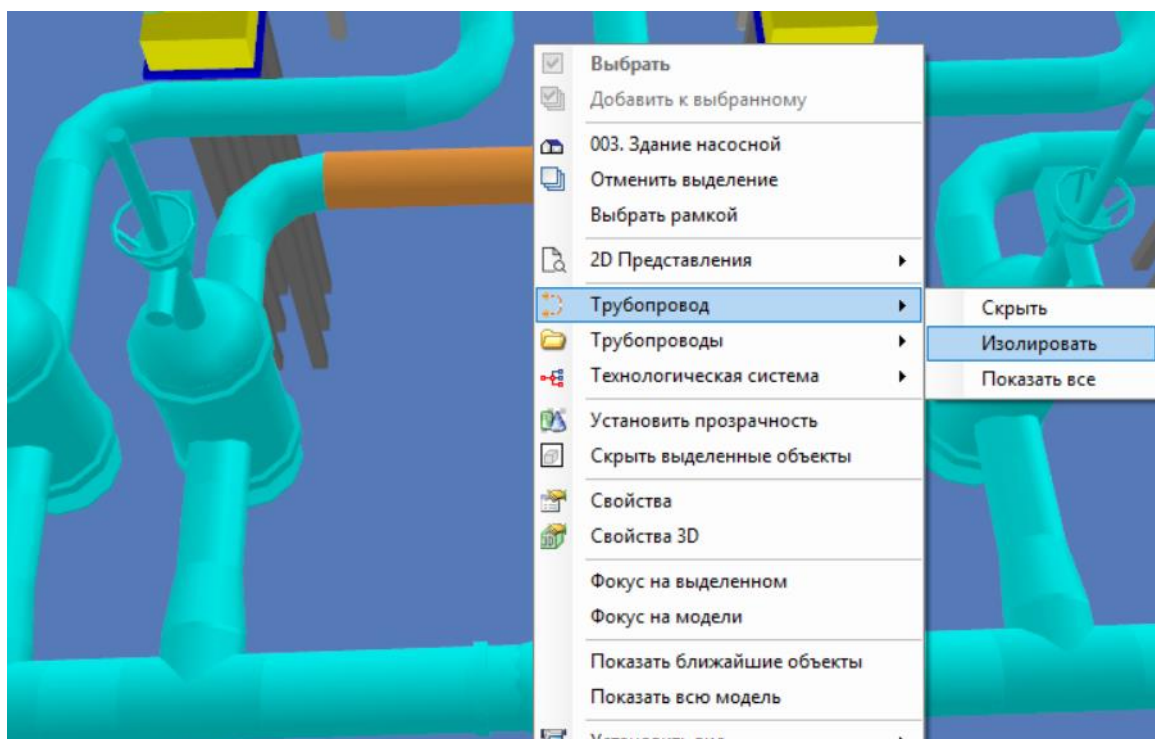 Выбрать
Добавить к выбранному
003. Здание насосной
Отменить выделение
Выбрать рамкой
2D Представления
Трубопровод
Скрыть
Трубопроводы
Изолировать
Технологическая система
Показать все
Установить прозрачность
Скрыть выделенные объекты
Свойства
Свойства 3D
Фокус на выделенном
Фокус на модели
Показать ближайшие объекты
Показать всю модель